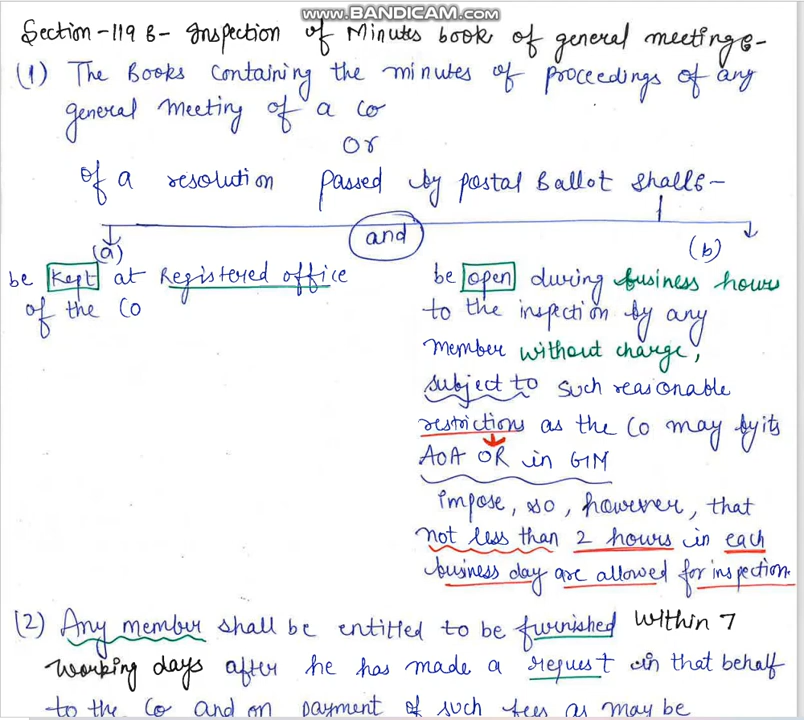 www.BANDICAM.com
Section-119 :- Inspection of Minutes book of general meeting:-
(1) The Books containing the minutes of proceedings of any
general meeting of a Co
OR
of a resolution passed by postal Ballot shall:-
and
(a)
be Kept at Registered office
of the Co
(b)
be open during business hours
to the inspection by any
member without charge,
subject to such reasonable
restrictions as the Co may by its
AOA OR in GM
impose, so, however, that
not less than 2 hours in each
business day are allowed for inspection.
(2) Any member shall be entitled to be furnished within 7
working days after he has made a request in that behalf
to the Co and on payment of such fees as may be